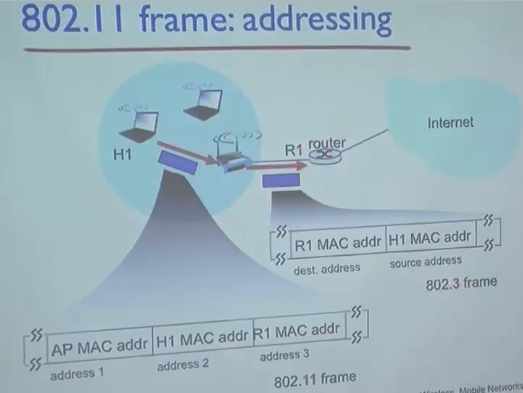 802.11 frame: addressing
H1
R1 router
Internet
R1 MAC addr H1 MAC addr
dest. address source address
802.3 frame
AP MAC addr H1 MAC addr R1 MAC addr
address 1 address 2 address 3
802.11 frame
Mobile Networks